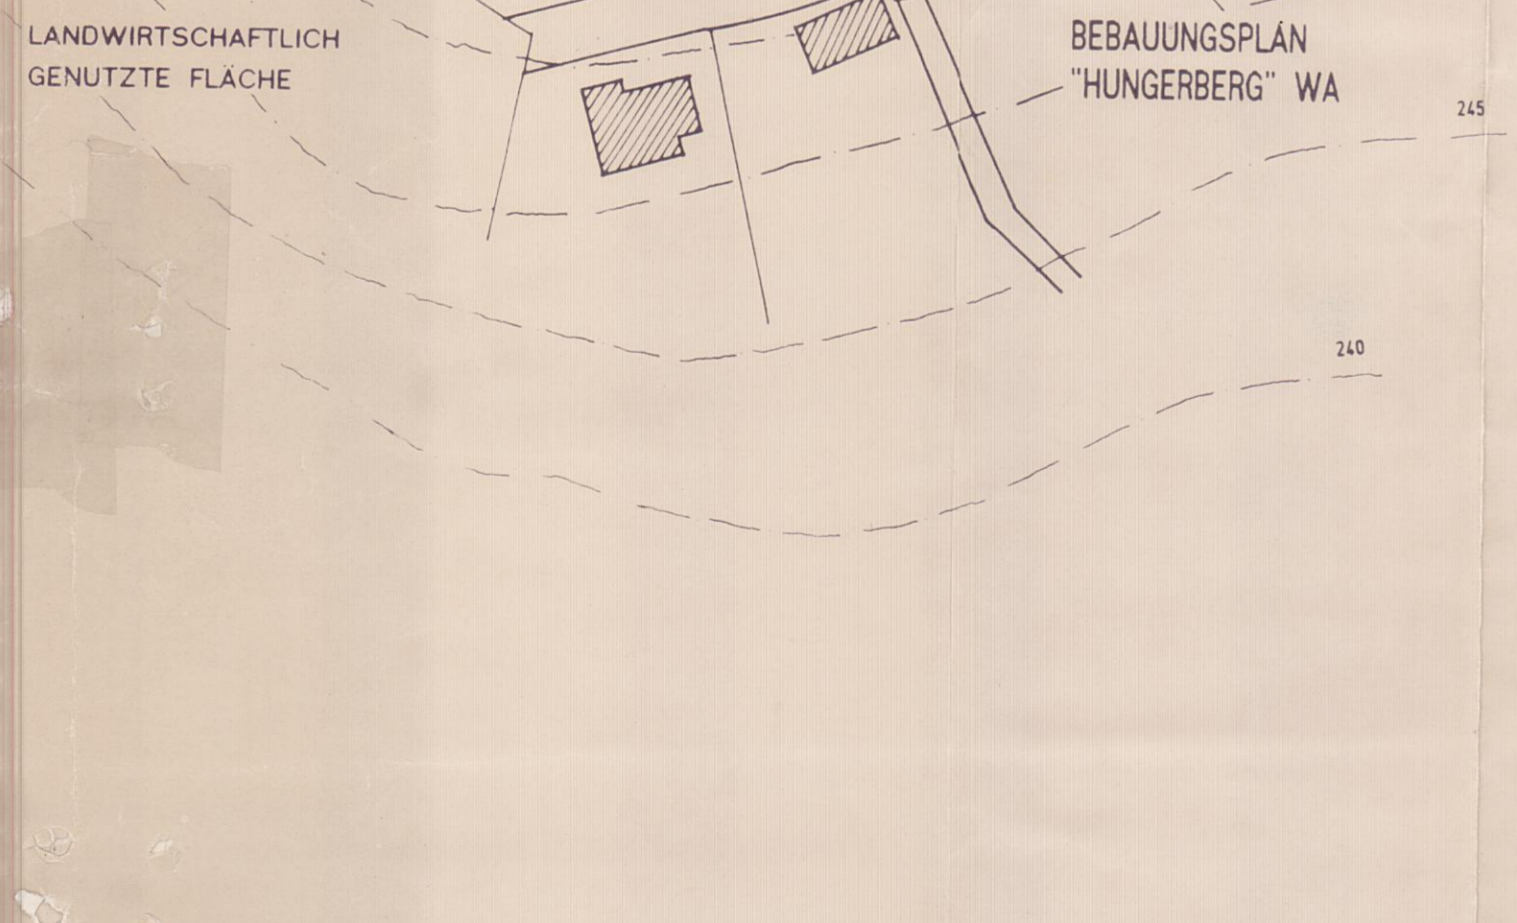 LANDWIRTSCHAFTLICH
GENUTZTE FLÄCHE
BEBAUUNGSPLAN
"HUNGERBERG" WA
245
240